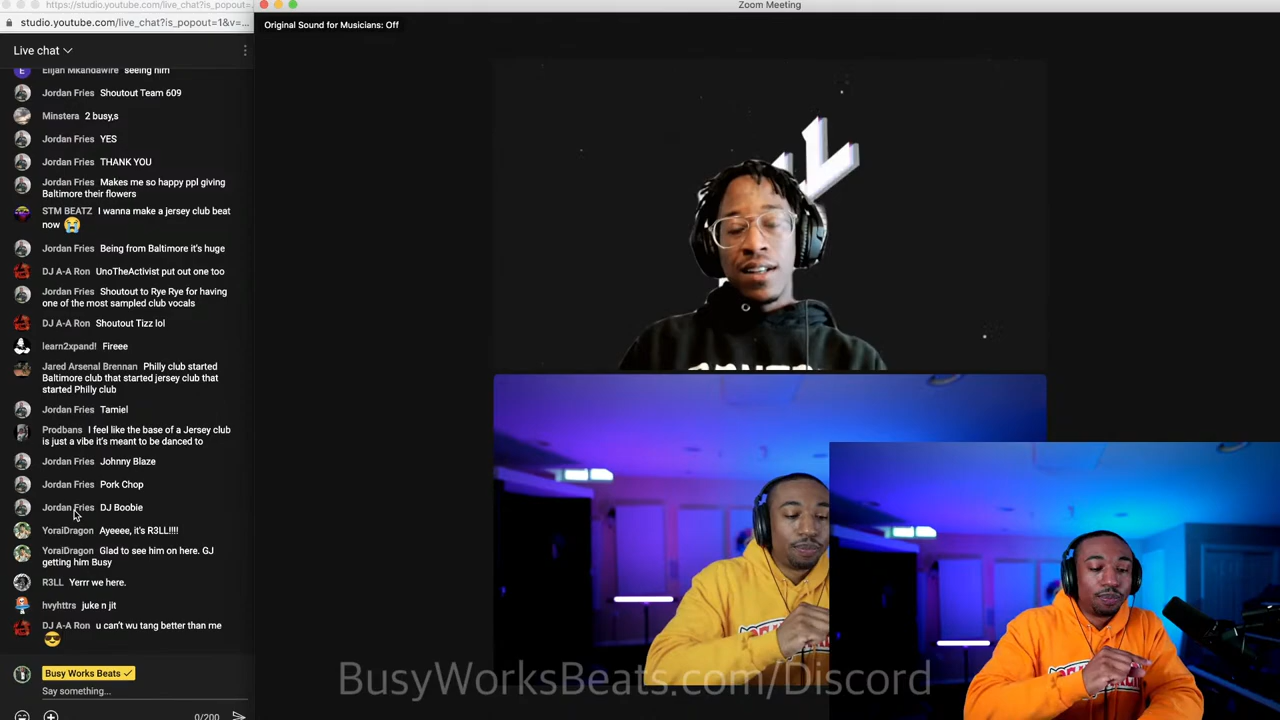 https://studio.youtube.com/live_chat?is_popout=1&v=
Zoom Meeting
studio.youtube.com/live_chat?is_popout=1&v=...
Original Sound for Musicians: Off
Live chat
E Elijah Mkandawire seeing him
Jordan Fries Shoutout Team 609
Minstera 2 busy,s
Jordan Fries YES
Jordan Fries THANK YOU
Jordan Fries Makes me so happy ppl giving
Baltimore their flowers
STM BEATZ I wanna make a jersey club beat
now 😭
Jordan Fries Being from Baltimore it's huge
DJ A-A Ron UnoTheActivist put out one too
Jordan Fries Shoutout to Rye Rye for having
one of the most sampled club vocals
DJ A-A Ron Shoutout Tizz lol
learn2xpand! Fireee
Jared Arsenal Brennan Philly club started
Baltimore club that started jersey club that
started Philly club
Jordan Fries Tamiel
Prodbans I feel like the base of a Jersey club
is just a vibe it's meant to be danced to
Jordan Fries Johnny Blaze
Jordan Fries Pork Chop
Jordan Fries DJ Boobie
YoraiDragon Ayeeee, it's R3LL!!!!
YoraiDragon Glad to see him on here. GJ
getting him Busy
R3LL Yerrr we here.
hvyhttrs juke n jit
DJ A-A Ron u can't wu tang better than me
😎
Busy Works Beats
Say something...
0/200
BusyWorksBeats.com/Discord